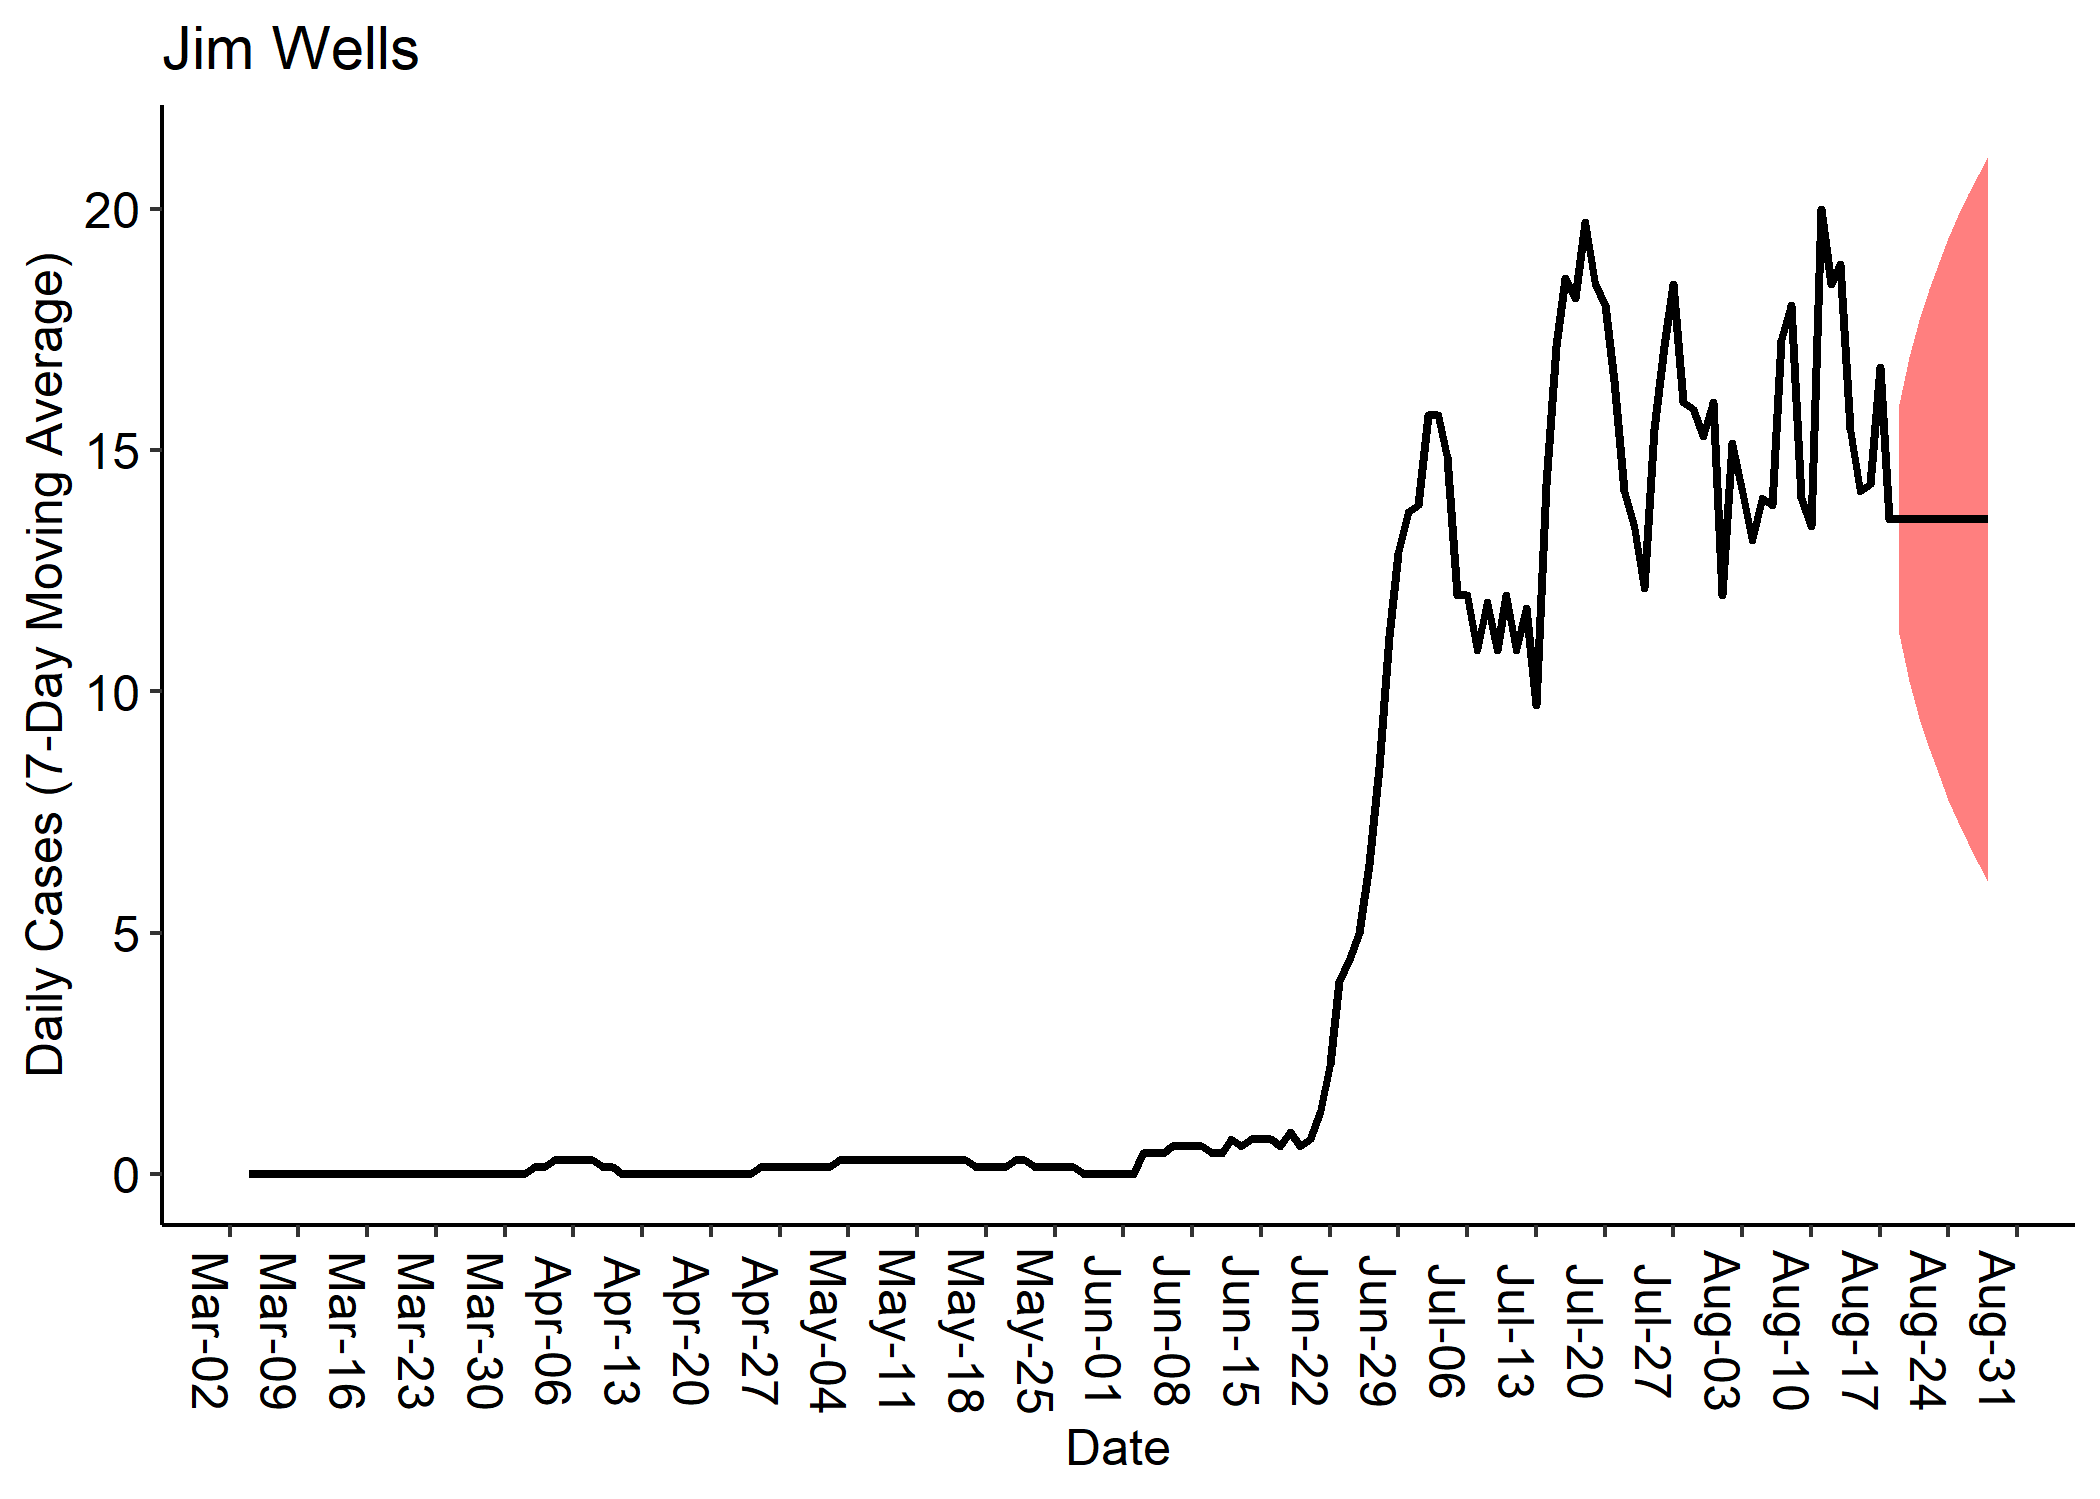 Jim Wells
Daily Cases (7-Day Moving Average)
20
15
10
5
0
Mar-02
Mar-09
Mar-16
Mar-23
Mar-30
Apr-06
Apr-13
Apr-20
Apr-27
May-04
May-11
May-18
May-25
Jun-01
Jun-08
Jun-15
Jun-22
Jun-29
Jul-06
Jul-13
Jul-20
Jul-27
Aug-03
Aug-10
Aug-17
Aug-24
Aug-31
Date